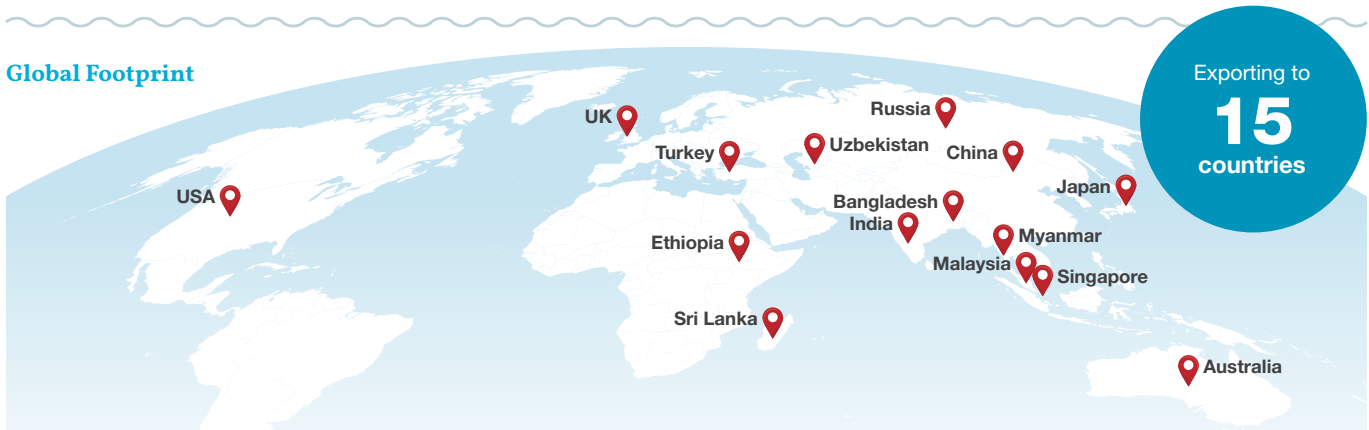 Global Footprint
Exporting to
15
countries
UK
Russia
Turkey
Uzbekistan
China
USA
Japan
Bangladesh
India
Ethiopia
Myanmar
Malaysia
Singapore
Sri Lanka
Australia